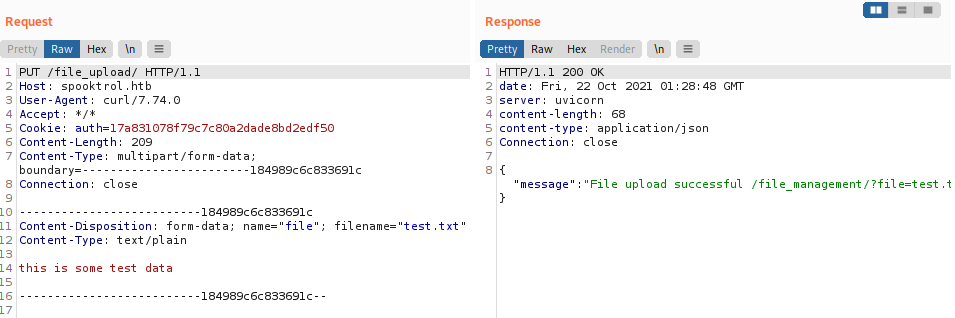 Request
Pretty Raw Hex \n
1 PUT /file_upload/ HTTP/1.1
2 Host: spooktrol.htb
3 User-Agent: curl/7.74.0
4 Accept: */*
5 Cookie: auth=17a831078f79c7c80a2dade8bd2edf50
6 Content-Length: 209
7 Content-Type: multipart/form-data;
boundary=------------------------184989c6c833691c
8 Connection: close
9
10 --------------------------184989c6c833691c
11 Content-Disposition: form-data; name="file"; filename="test.txt"
12 Content-Type: text/plain
13
14 this is some test data
15
16 --------------------------184989c6c833691c--
17
Response
Pretty Raw Hex Render \n
1 HTTP/1.1 200 OK
2 date: Fri, 22 Oct 2021 01:28:48 GMT
3 server: uvicorn
4 content-length: 68
5 content-type: application/json
6 Connection: close
7
8 {
"message":"File upload successful /file_management/?file=test.t
}